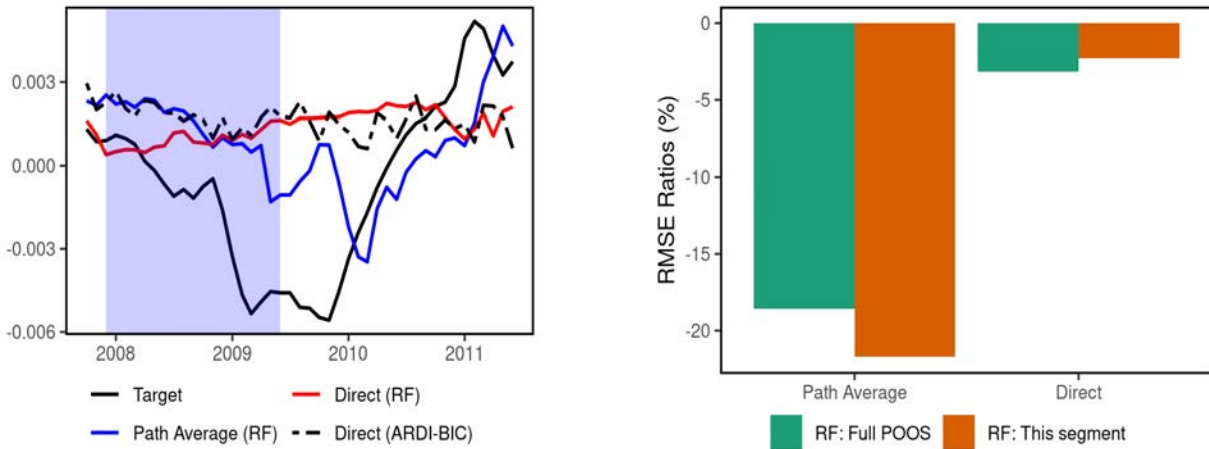 0.003
0.000
-0.003
-0.006
2008 2009 2010 2011
Target
Direct (RF)
Path Average (RF)
Direct (ARDI-BIC)
RMSE Ratios (%)
0
-5
-10
-15
-20
Path Average Direct
RF: Full POOS RF: This segment